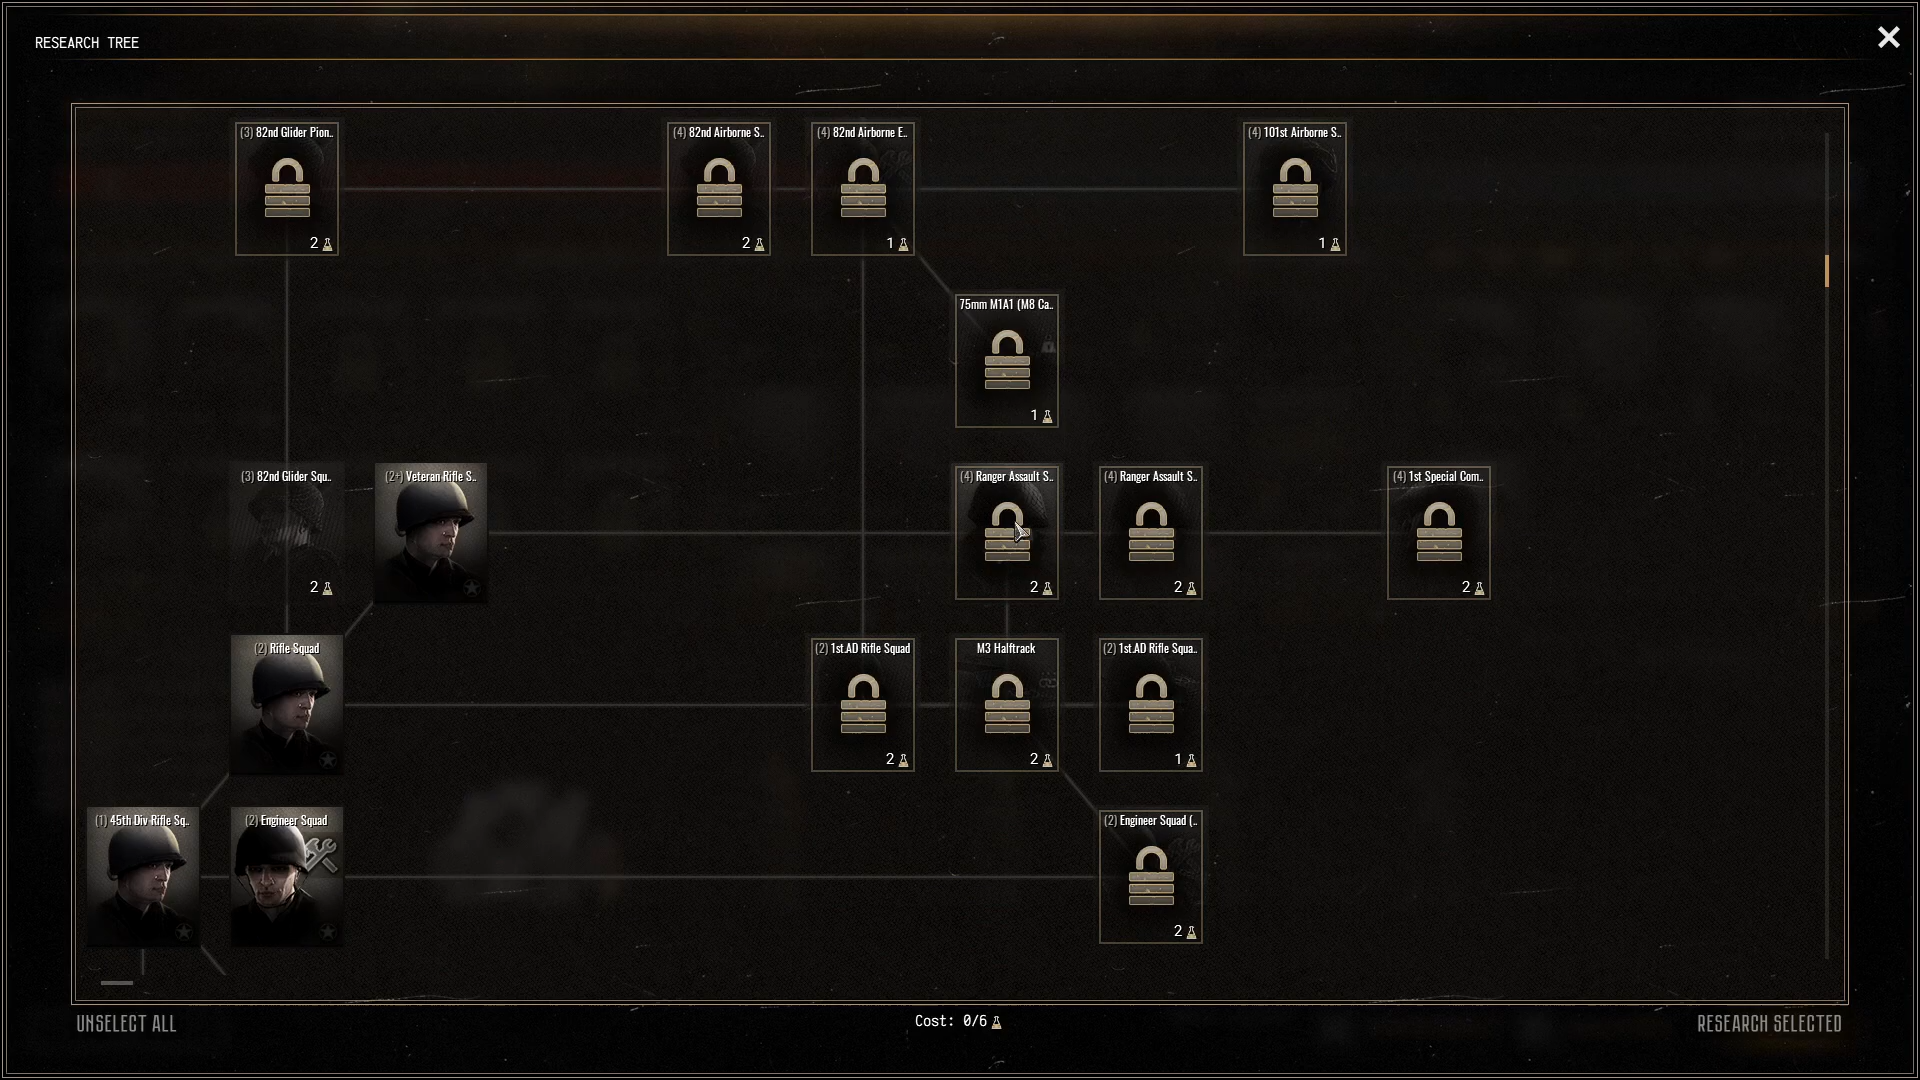 RESEARCH TREE
(3) 82nd Glider Pion..
(4) 82nd Airborne S..
(4) 82nd Airborne E..
(4) 101st Airborne S..
2
2
1
1
75mm M1A1 (M8 Ca..
1
(3) 82nd Glider Squ..
(2+) Veteran Rifle S..
(4) Ranger Assault S..
(4) Ranger Assault S..
(4) 1st Special Com..
2
2
2
2
(2) Rifle Squad
(2) 1st.AD Rifle Squad
M3 Halftrack
(2) 1st.AD Rifle Squa..
2
2
1
(1) 45th Div Rifle Sq..
(2) Engineer Squad
(2) Engineer Squad (..
2
UNSELECT ALL
Cost: 0/6
RESEARCH SELECTED